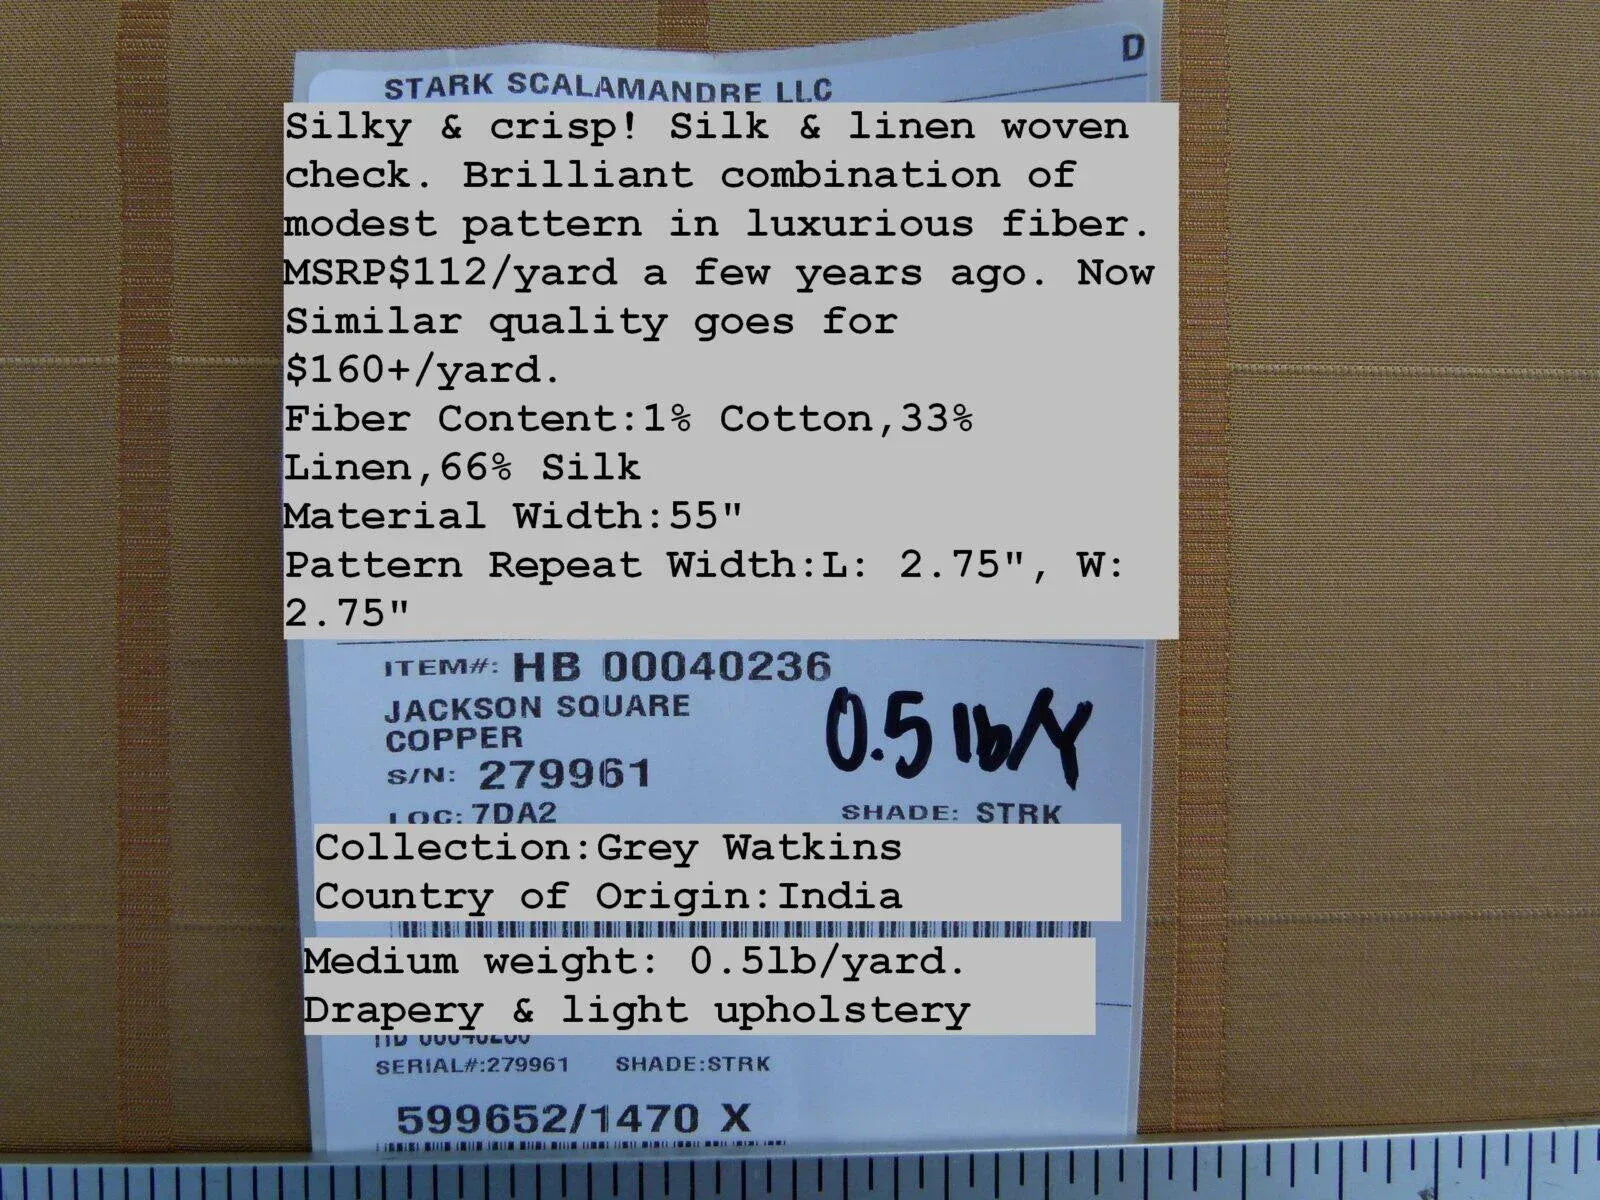 D
STARK SCALAMANDRE LLC
Silky & crisp! Silk & linen woven
check. Brilliant combination of
modest pattern in luxurious fiber.
MSRP$112/yard a few years ago. Now
Similar quality goes for
$160+/yard.
Fiber Content:1% Cotton,33%
Linen,66% Silk
Material Width:55"
Pattern Repeat Width:L: 2.75", W:
2.75"
ITEM#: HB 00040236
JACKSON SQUARE
COPPER
0.5 lb/Y
S/N: 279961
LOC: 7DA2 SHADE: STRK
Collection:Grey Watkins
Country of Origin:India
Medium weight: 0.5lb/yard.
Drapery & light upholstery
SERIAL#:279961 SHADE:STRK
599652/1470 X